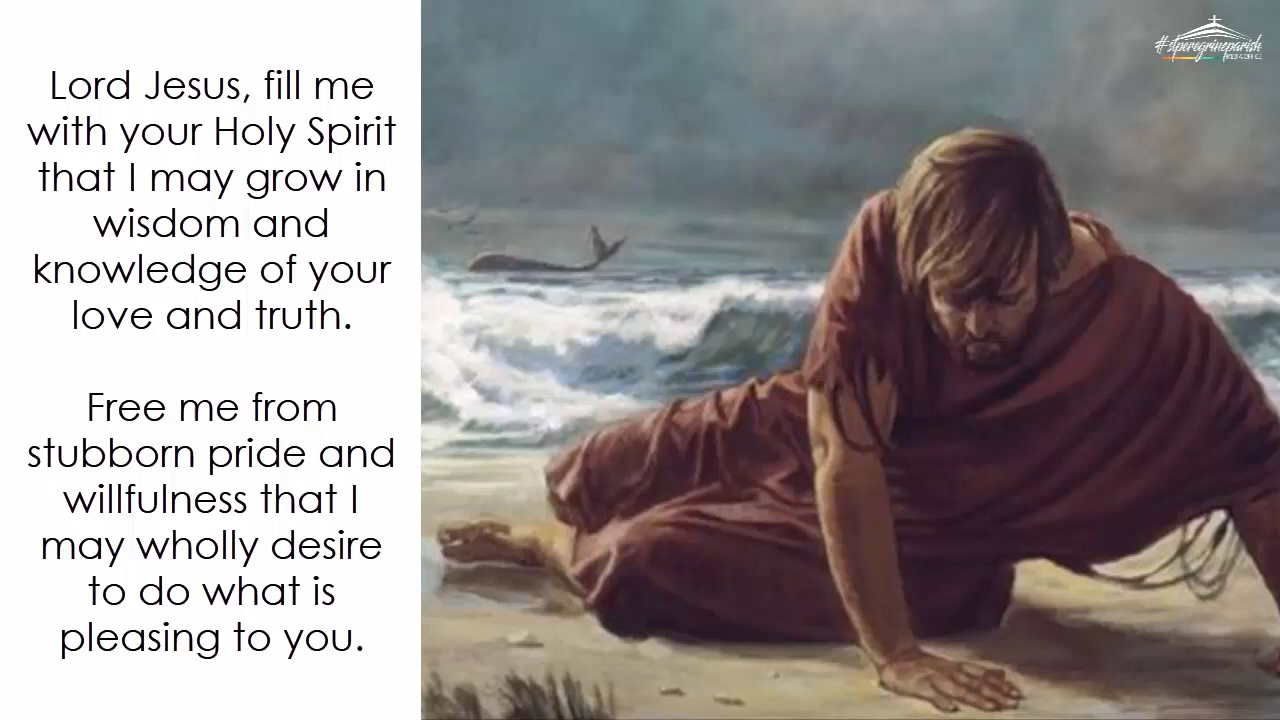 Lord Jesus, fill me
with your Holy Spirit
that I may grow in
wisdom and
knowledge of your
love and truth.
Free me from
stubborn pride and
willfulness that I
may wholly desire
to do what is
pleasing to you.
#stperegrineparish